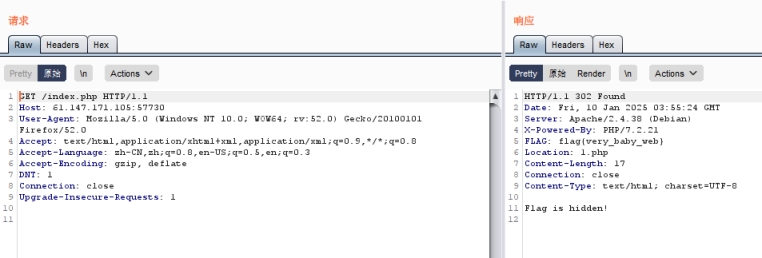 请求
Raw Headers Hex
Pretty 原始 \n Actions
1 GET /index.php HTTP/1.1
2 Host: 61.147.171.105:57730
3 User-Agent: Mozilla/5.0 (Windows NT 10.0; WOW64; rv:52.0) Gecko/20100101
Firefox/52.0
4 Accept: text/html,application/xhtml+xml,application/xml;q=0.9,*/*;q=0.8
5 Accept-Language: zh-CN,zh;q=0.8,en-US;q=0.5,en;q=0.3
6 Accept-Encoding: gzip, deflate
7 DNT: 1
8 Connection: close
9 Upgrade-Insecure-Requests: 1
10
11
响应
Raw Headers Hex
Pretty 原始 Render \n Actions
1 HTTP/1.1 302 Found
2 Date: Fri, 10 Jan 2025 03:55:24 GMT
3 Server: Apache/2.4.38 (Debian)
4 X-Powered-By: PHP/7.2.21
5 FLAG: flag{very_baby_web}
6 Location: 1.php
7 Content-Length: 17
8 Connection: close
9 Content-Type: text/html; charset=UTF-8
10
11 Flag is hidden!
12